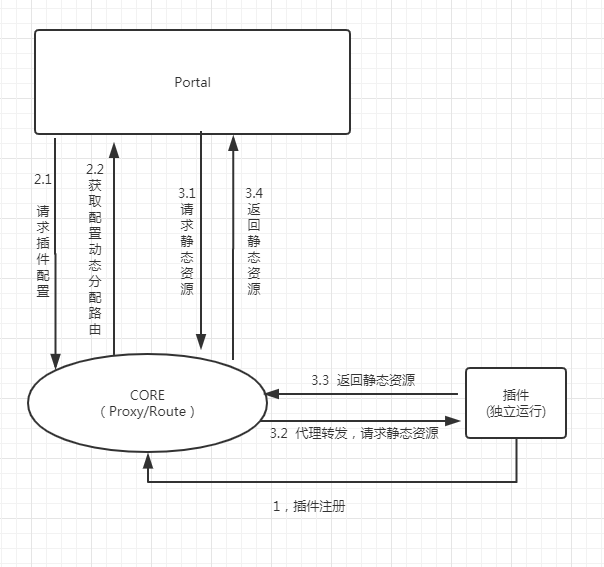 Portal
2.1 请求插件配置
2.2 获取配置动态分配路由
3.1 请求静态资源
3.4 返回静态资源
CORE
（Proxy/Route）
3.3 返回静态资源
3.2 代理转发，请求静态资源
插件
(独立运行)
1，插件注册